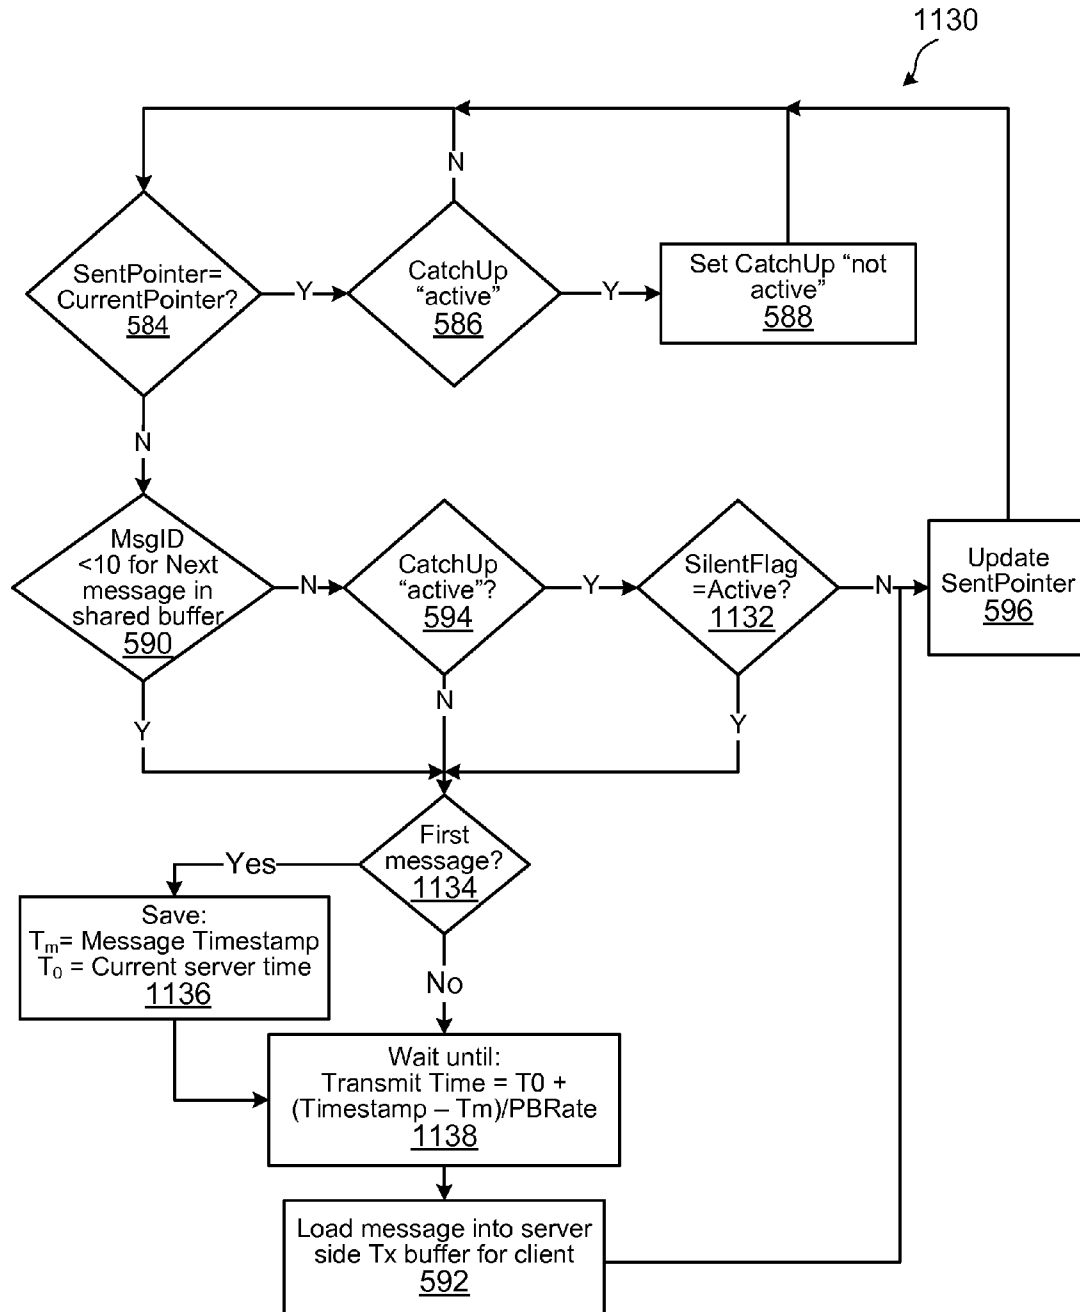 1130
N
SentPointer=
CurrentPointer?
584
Y
CatchUp
“active”
586
Y
Set CatchUp “not
active”
588
N
MsgID
<10 for Next
message in
shared buffer
590
N
CatchUp
“active”?
594
Y
SilentFlag
=Active?
1132
N
Update
SentPointer
596
Y
N
Y
First
message?
1134
Yes
Save:
Tm= Message Timestamp
T0 = Current server time
1136
No
Wait until:
Transmit Time = T0 +
(Timestamp – Tm)/PBRate
1138
Load message into server
side Tx buffer for client
592